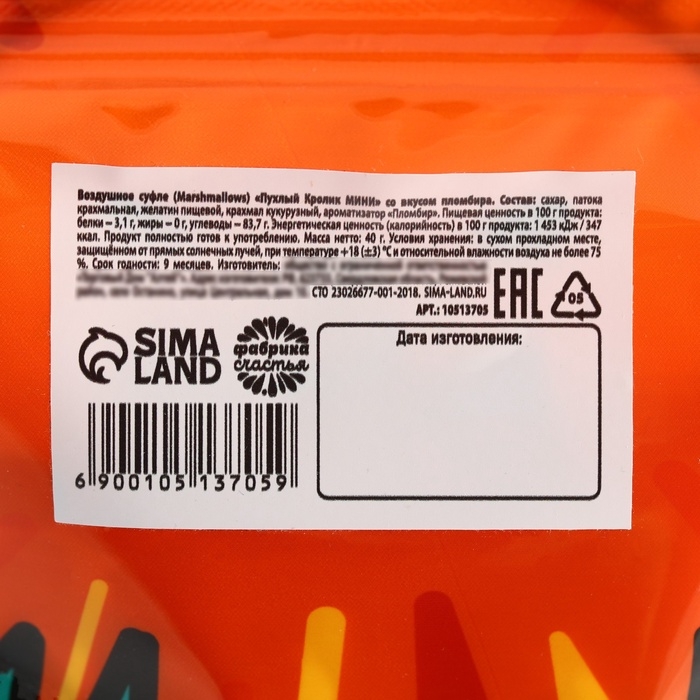 Воздушное суфле (Marshmallows) «Пухлый Кролик МИНИ» со вкусом пломбира. Состав: сахар, патока
крахмальная, желатин пищевой, крахмал кукурузный, ароматизатор «Пломбир». Пищевая ценность в 100 г продукта:
белки – 3,1 г, жиры – 0 г, углеводы – 83,7 г. Энергетическая ценность (калорийность) в 100 г продукта: 1 453 кДж / 347
ккал. Продукт полностью готов к употреблению. Масса нетто: 40 г. Условия хранения: в сухом прохладном месте,
защищённом от прямых солнечных лучей, при температуре +18 (±3) °С и относительной влажности воздуха не более 75
%. Срок годности: 9 месяцев. Изготовитель:
СТО 23026677-001-2018. SIMA-LAND.RU
АРТ.: 10513705
EAC
05
SIMA
LAND
фабрика
счастья
Дата изготовления:
6 900105 137059